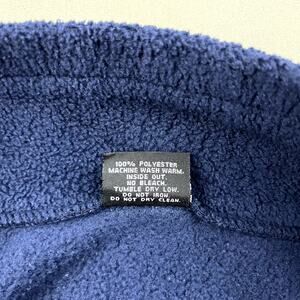 100% POLYESTER
MACHINE WASH WARM.
INSIDE OUT.
NO BLEACH.
TUMBLE DRY LOW.
DO NOT IRON.
DO NOT DRY CLEAN.